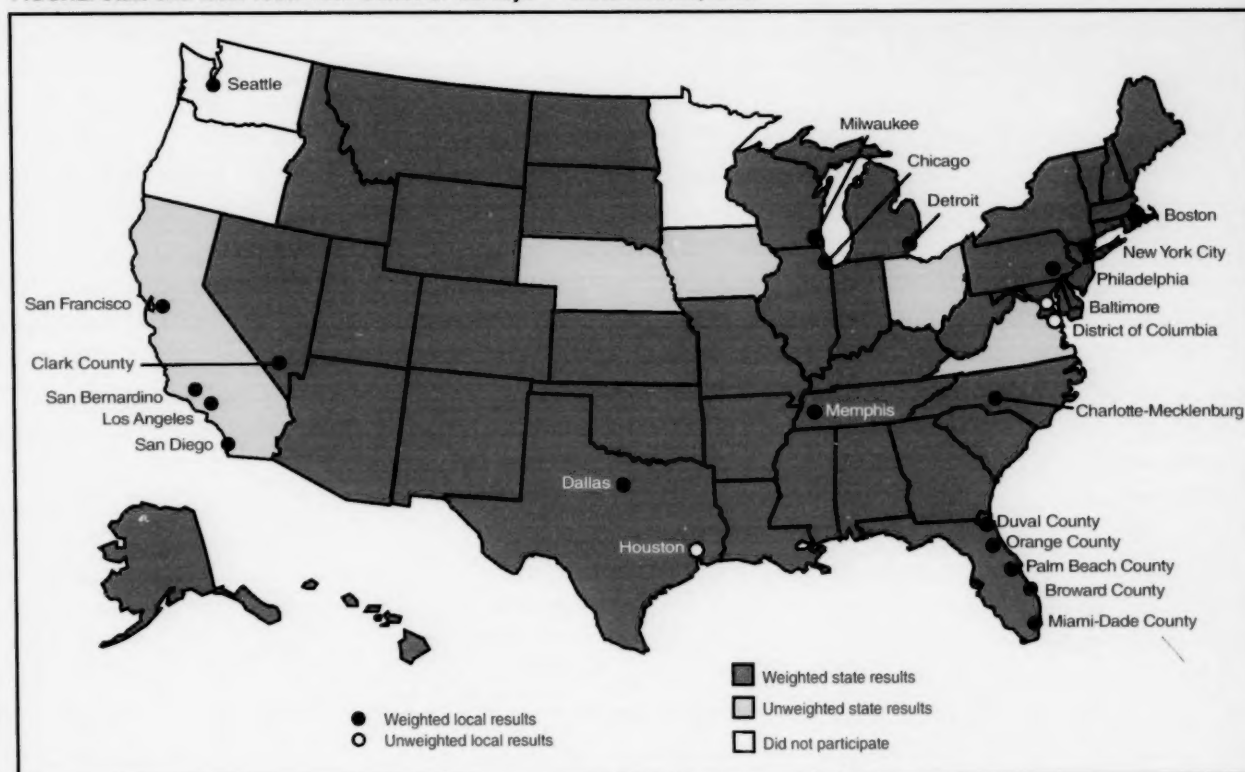 Seattle
Milwaukee
Chicago
Detroit
Boston
New York City
Philadelphia
Baltimore
District of Columbia
San Francisco
Clark County
San Bernardino
Los Angeles
San Diego
Memphis
Charlotte-Mecklenburg
Dallas
Houston
Duval County
Orange County
Palm Beach County
Broward County
Miami-Dade County
Weighted state results
Weighted local results
Unweighted state results
Unweighted local results
Did not participate